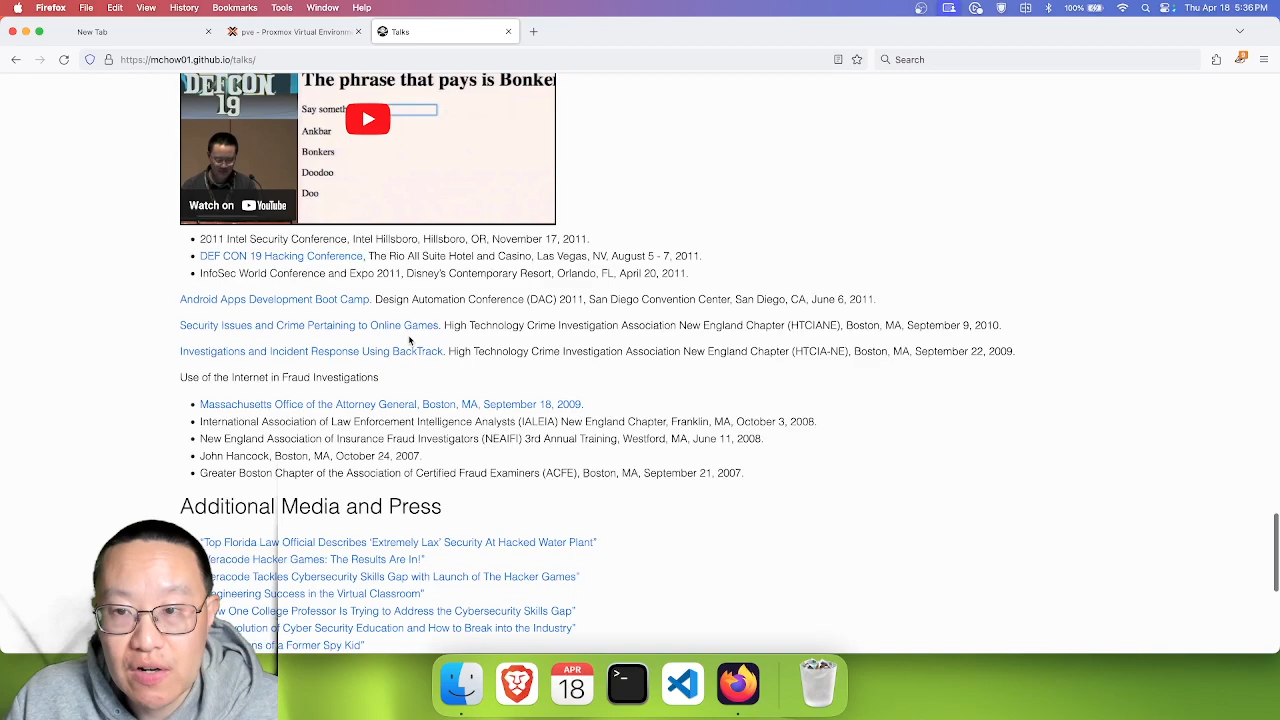 Firefox File Edit View History Bookmarks Tools Window Help 100% Thu Apr 18 5:36 PM
New Tab pve - Proxmox Virtual Environm Talks
https://mchow01.github.io/talks/ Search
DEFCON
19
The phrase that pays is Bonke
Say someth
Ankbar
Bonkers
Doodoo
Doo
Watch on YouTube
• 2011 Intel Security Conference, Intel Hillsboro, Hillsboro, OR, November 17, 2011.
• DEF CON 19 Hacking Conference, The Rio All Suite Hotel and Casino, Las Vegas, NV, August 5 - 7, 2011.
• InfoSec World Conference and Expo 2011, Disney's Contemporary Resort, Orlando, FL, April 20, 2011.
Android Apps Development Boot Camp. Design Automation Conference (DAC) 2011, San Diego Convention Center, San Diego, CA, June 6, 2011.
Security Issues and Crime Pertaining to Online Games. High Technology Crime Investigation Association New England Chapter (HTCIANE), Boston, MA, September 9, 2010.
Investigations and Incident Response Using BackTrack. High Technology Crime Investigation Association New England Chapter (HTCIA-NE), Boston, MA, September 22, 2009.
Use of the Internet in Fraud Investigations
• Massachusetts Office of the Attorney General, Boston, MA, September 18, 2009.
• International Association of Law Enforcement Intelligence Analysts (IALEIA) New England Chapter, Franklin, MA, October 3, 2008.
• New England Association of Insurance Fraud Investigators (NEAIFI) 3rd Annual Training, Westford, MA, June 11, 2008.
• John Hancock, Boston, MA, October 24, 2007.
• Greater Boston Chapter of the Association of Certified Fraud Examiners (ACFE), Boston, MA, September 21, 2007.
Additional Media and Press
"Top Florida Law Official Describes 'Extremely Lax' Security At Hacked Water Plant"
eracode Hacker Games: The Results Are In!"
eracode Tackles Cybersecurity Skills Gap with Launch of The Hacker Games"
gineering Success in the Virtual Classroom"
w One College Professor Is Trying to Address the Cybersecurity Skills Gap"
volution of Cyber Security Education and How to Break into the Industry"
ns of a Former Spy Kid"
APR
18